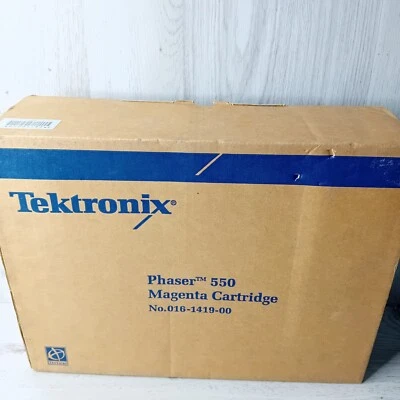 Tektronix®
Phaser™ 550
Magenta Cartridge
No.016-1419-00